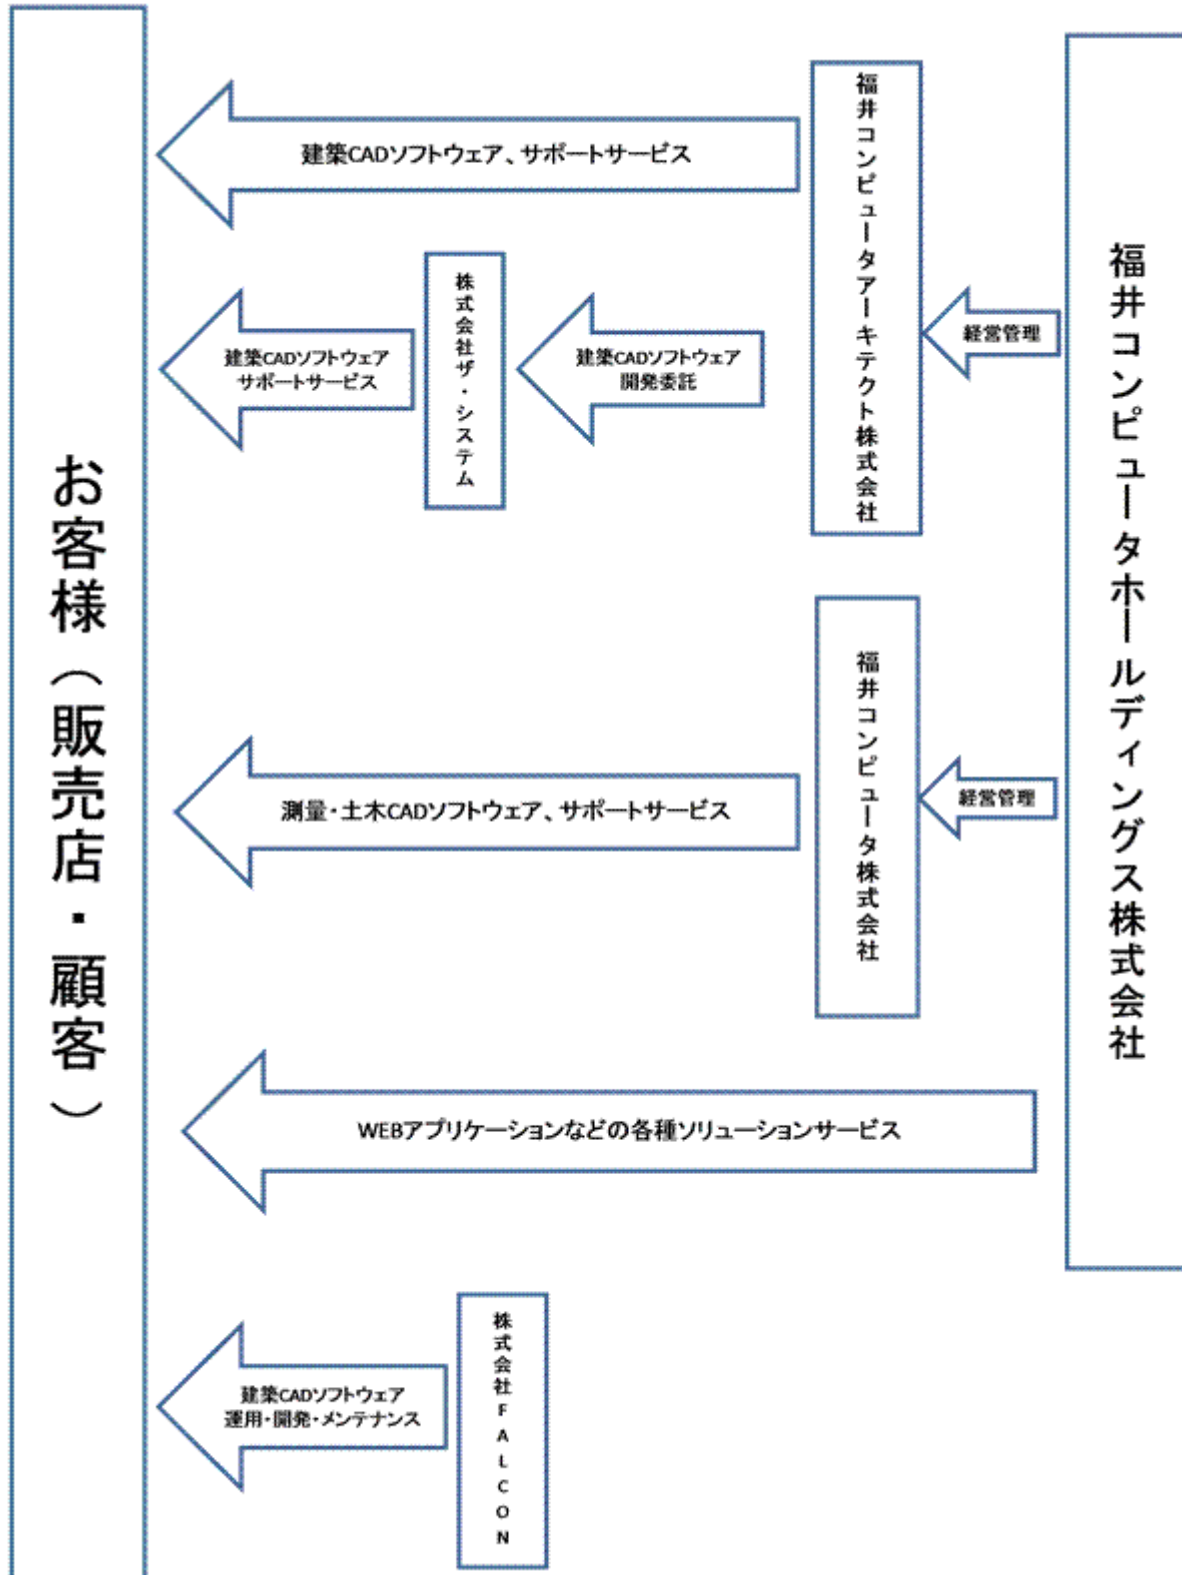 福井コンピュータホールディングス株式会社
経営管理
福井コンピュータアーキテクト株式会社
建築CADソフトウェア、サポートサービス
建築CADソフトウェア
開発委託
株式会社ザ・システム
建築CADソフトウェア
サポートサービス
経営管理
福井コンピュータ株式会社
測量・土木CADソフトウェア、サポートサービス
WEBアプリケーションなどの各種ソリューションサービス
株式会社FALCON
建築CADソフトウェア
運用・開発・メンテナンス
お客様（販売店・顧客）